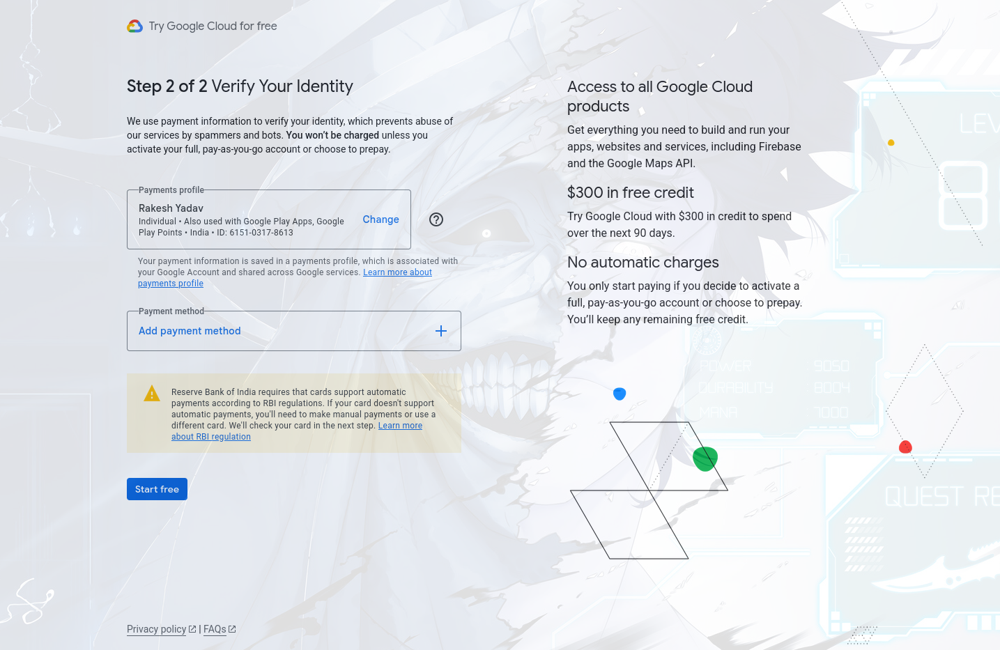 Try Google Cloud for free
Step 2 of 2 Verify Your Identity
We use payment information to verify your identity, which prevents abuse of
our services by spammers and bots. You won't be charged unless you
activate your full, pay-as-you-go account or choose to prepay.
Payments profile
Rakesh Yadav
Individual • Also used with Google Play Apps, Google
Play Points • India • ID: 6151-0317-8613
Change
Your payment information is saved in a payments profile, which is associated with
your Google Account and shared across Google services. Learn more about
payments profile
Payment method
Add payment method
Reserve Bank of India requires that cards support automatic
payments according to RBI regulations. If your card doesn't support
automatic payments, you'll need to make manual payments or use a
different card. We'll check your card in the next step. Learn more
about RBI regulation
Start free
Privacy policy | FAQs
Access to all Google Cloud
products
Get everything you need to build and run your
apps, websites and services, including Firebase
and the Google Maps API.
$300 in free credit
Try Google Cloud with $300 in credit to spend
over the next 90 days.
No automatic charges
You only start paying if you decide to activate a
full, pay-as-you-go account or choose to prepay.
You'll keep any remaining free credit.
LEV
8
POWER 9050
DURABILITY 8004
MANA 7000
QUEST RE